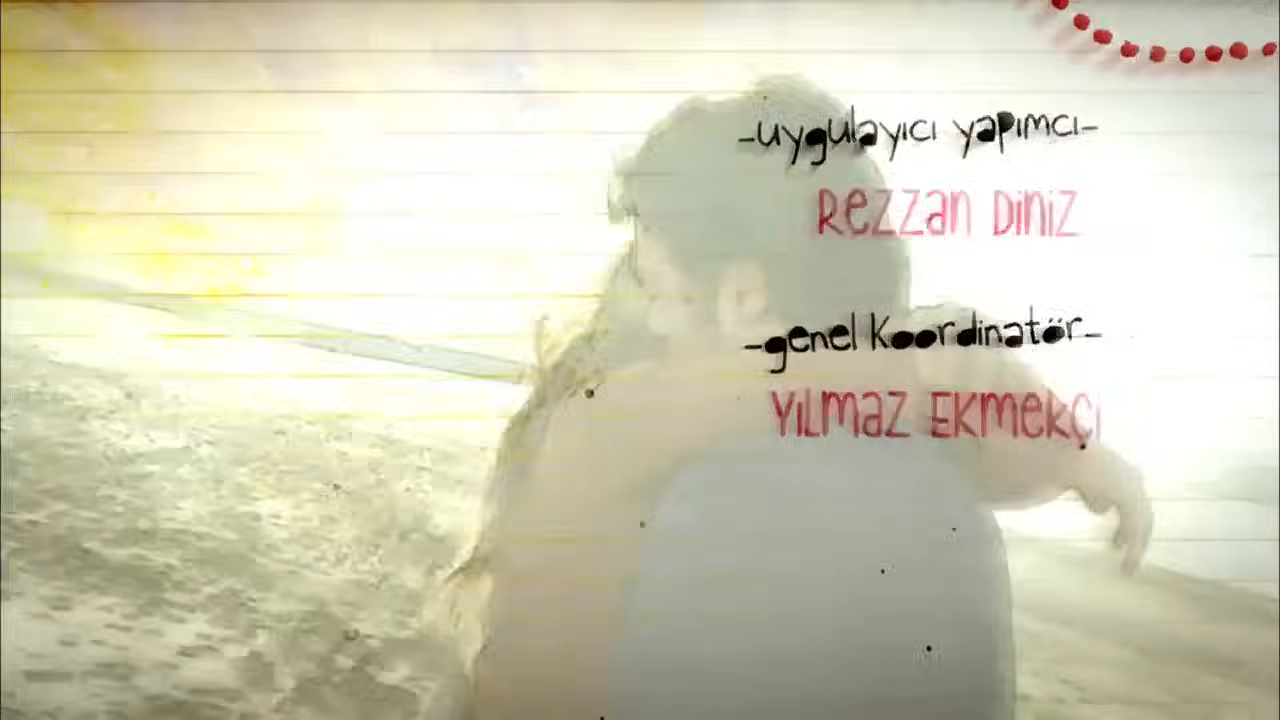 -uygulayıcı yapımcı-
Rezzan Diniz
-genel koordinatör-
Yılmaz Ekmekçi